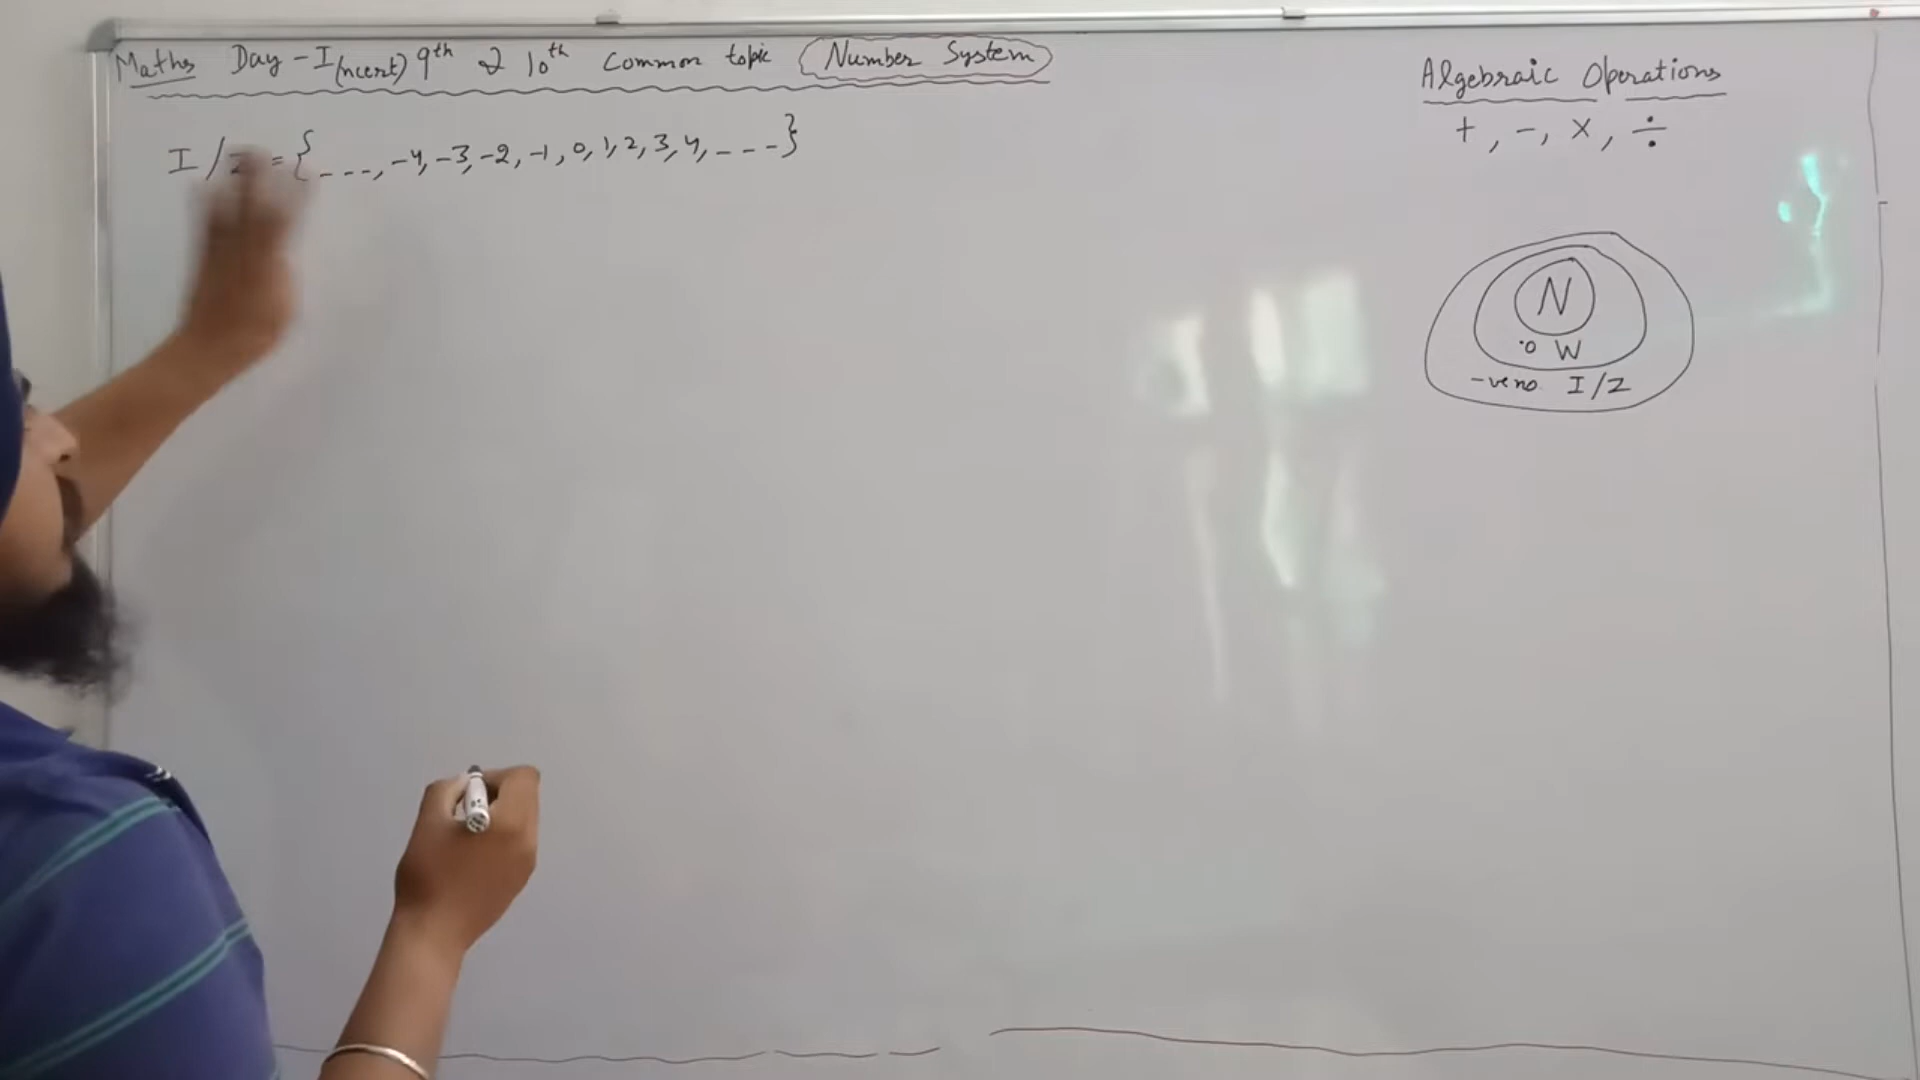 Maths Day - I (ncert) 9th & 10th Common topic Number System
I/Z = { ---, -4, -3, -2, -1, 0, 1, 2, 3, 4, --- }
Algebraic Operations
+, -, ×, ÷
N
·0 W
-ve no. I/Z